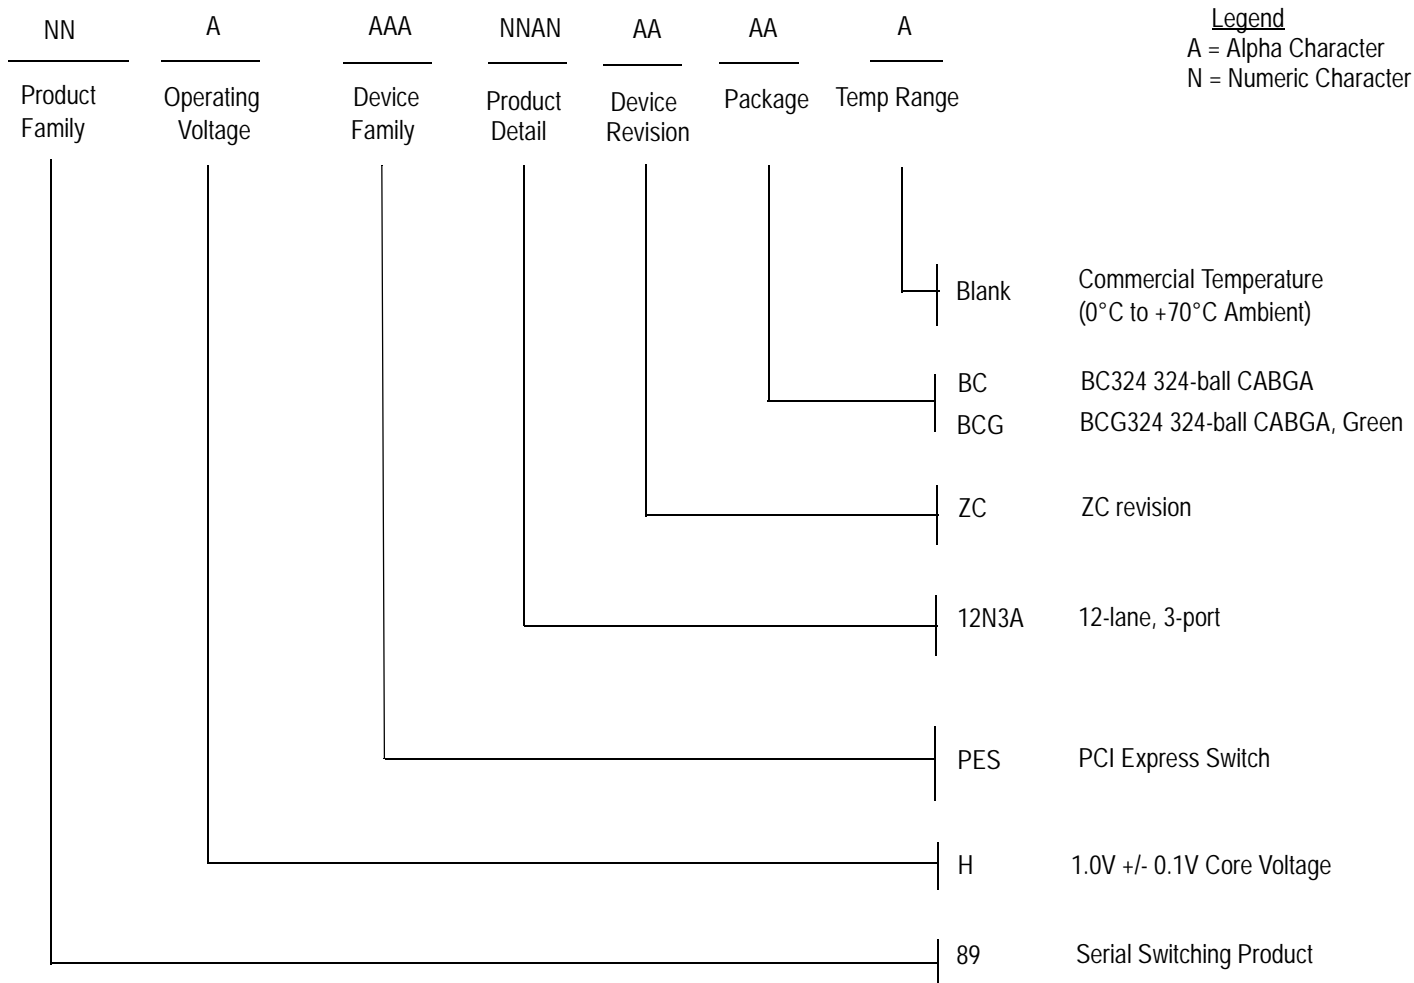 NN A AAA NNAN AA AA A
Legend
A = Alpha Character
N = Numeric Character
Product
Family
Operating
Voltage
Device
Family
Product
Detail
Device
Revision
Package
Temp Range
Blank Commercial Temperature
(0°C to +70°C Ambient)
BC BC324 324-ball CABGA
BCG BCG324 324-ball CABGA, Green
ZC ZC revision
12N3A 12-lane, 3-port
PES PCI Express Switch
H 1.0V +/- 0.1V Core Voltage
89 Serial Switching Product